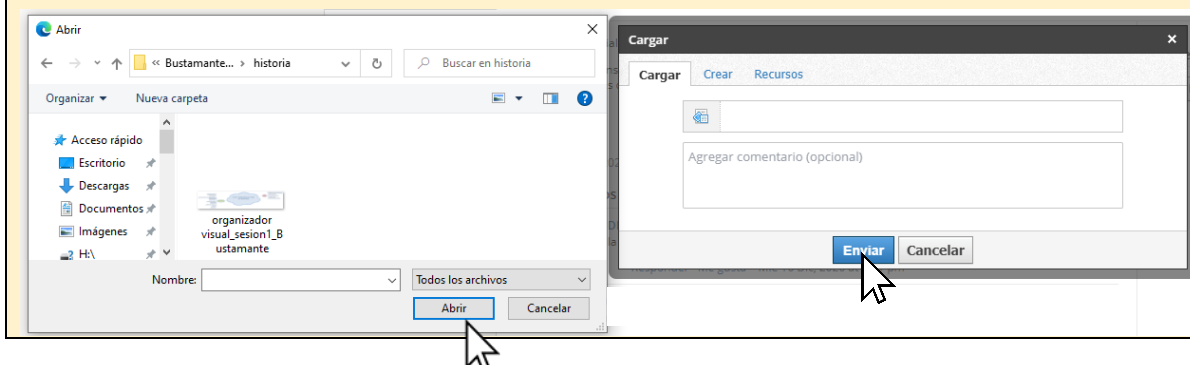 Abrir
« Bustamante... › historia
Buscar en historia
Organizar
Nueva carpeta
Acceso rápido
Escritorio
Descargas
Documentos
Imágenes
H:\
organizador
visual_sesion1_B
ustamante
Nombre:
Todos los archivos
Abrir
Cancelar
Cargar
Cargar
Crear
Recursos
Agregar comentario (opcional)
Enviar
Cancelar